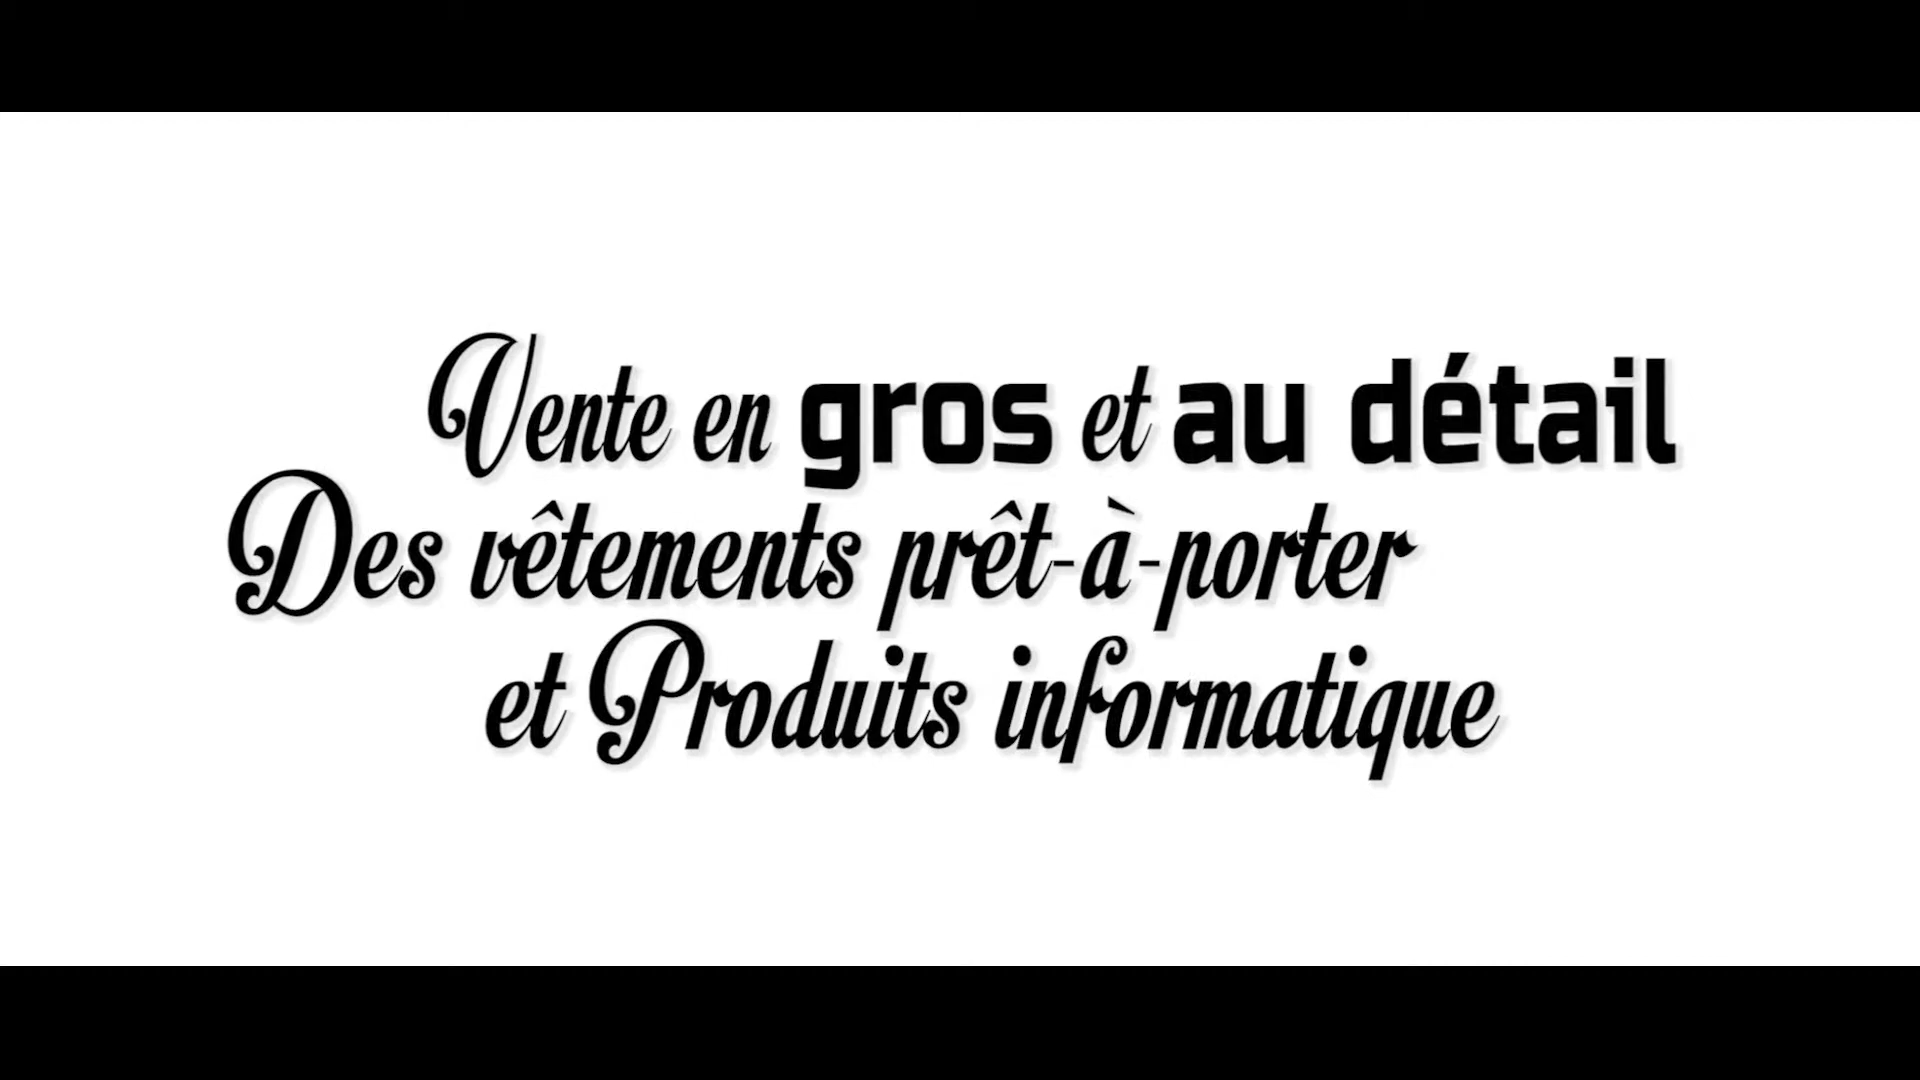 Vente en gros et au détail
Des vêtements prêt-à-porter
et Produits informatique